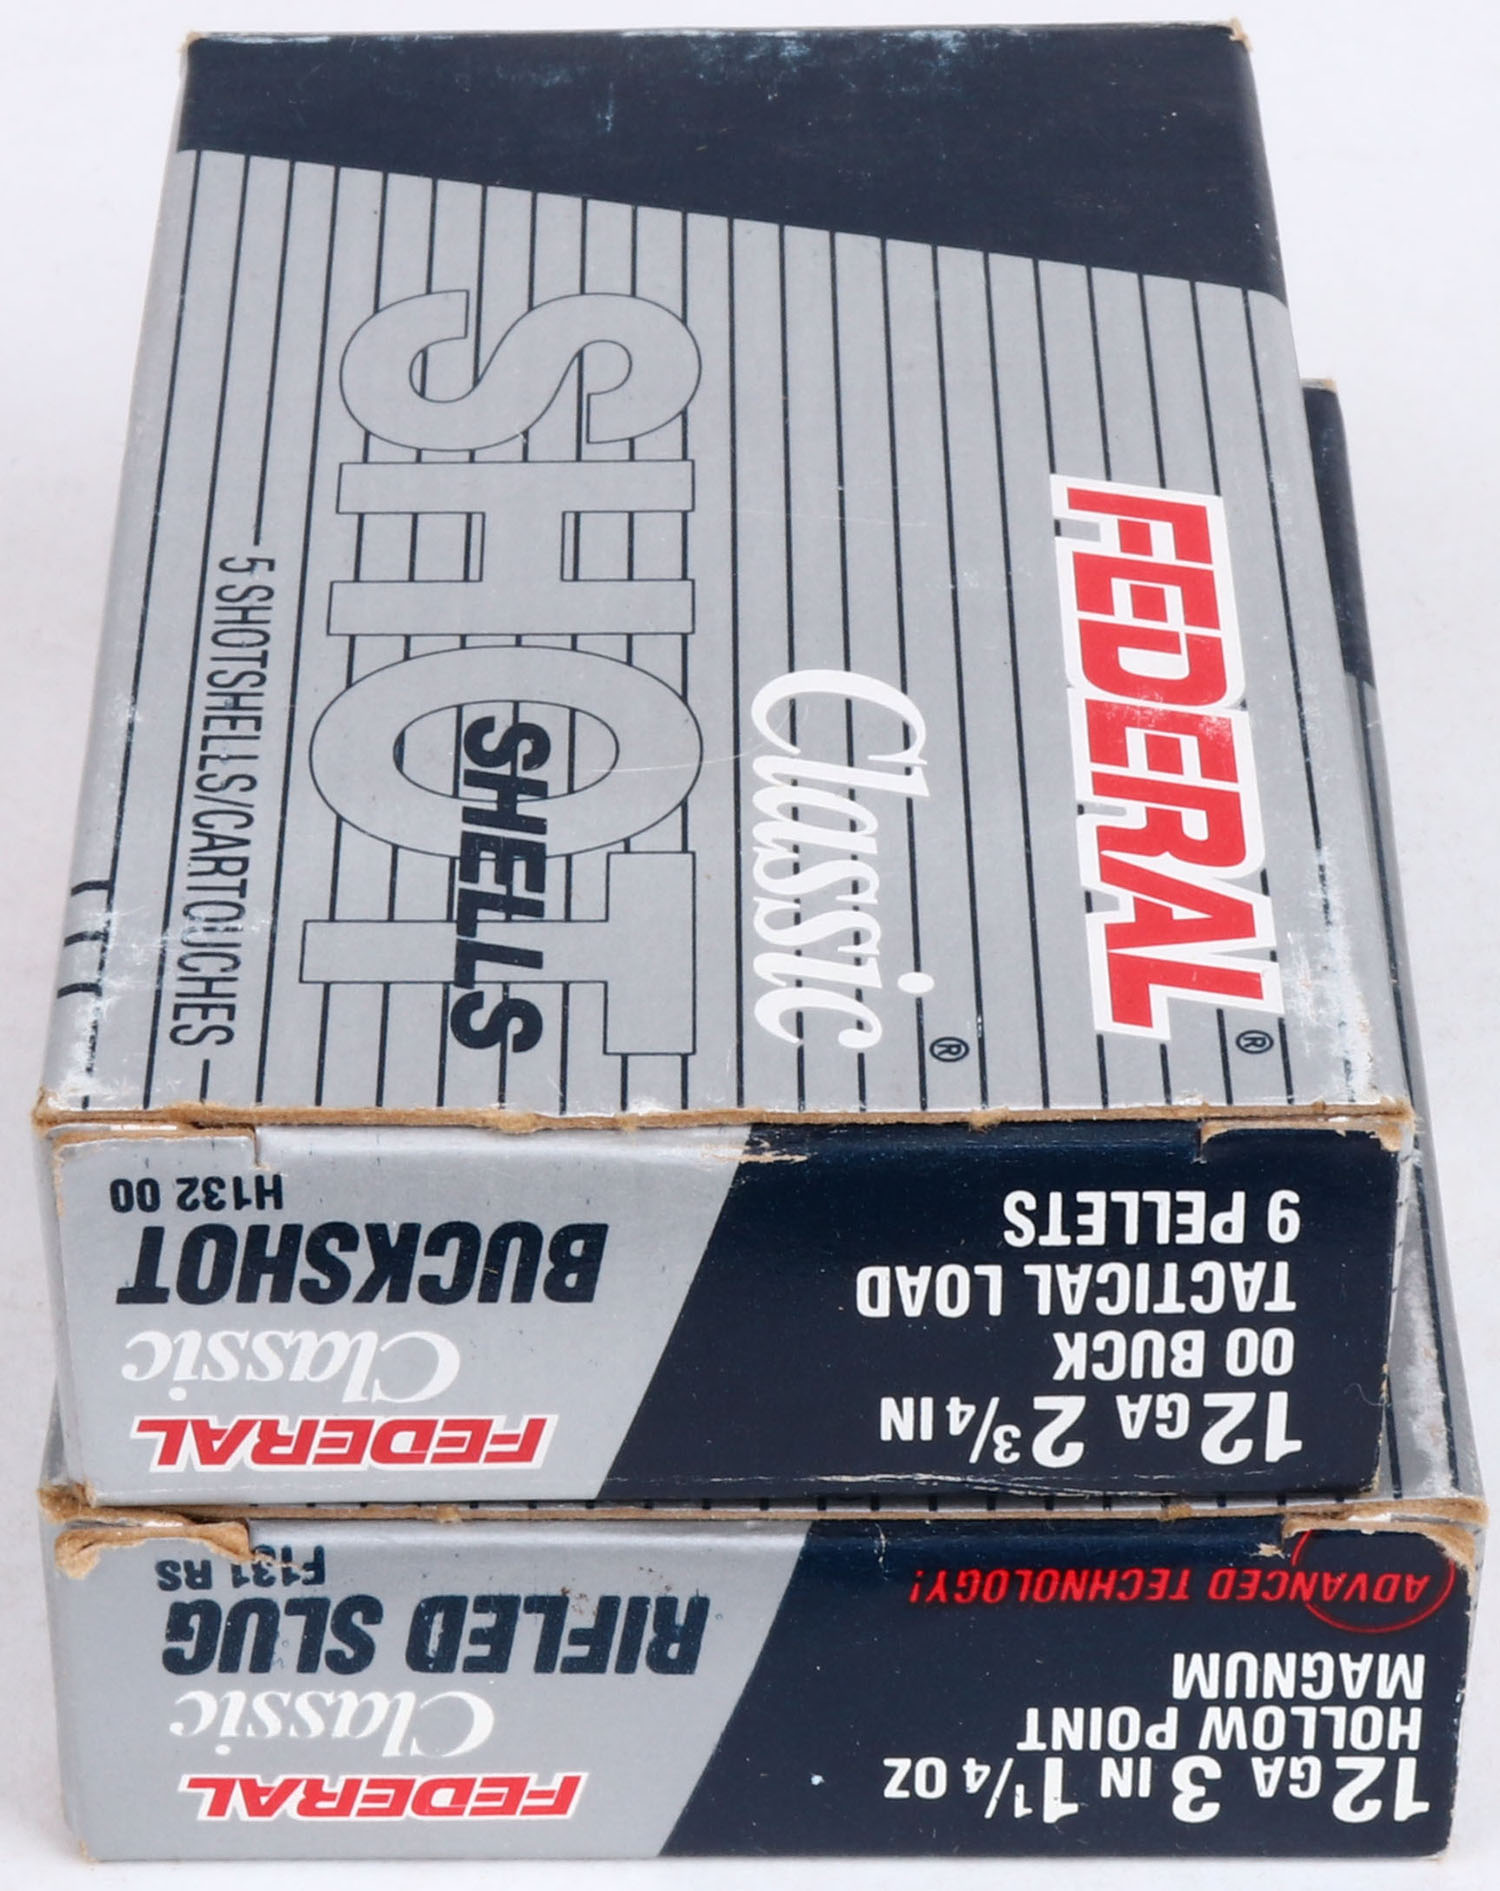 FEDERAL®
Classic®
SHOT
SHELLS
5 SHOTSHELLS/CARTOUCHES
FEDERAL
Classic
BUCKSHOT
H132 00
12 GA 2 3/4 IN
00 BUCK
TACTICAL LOAD
9 PELLETS
FEDERAL
Classic
RIFLED SLUG
F131 RS
12 GA 3 IN 1 1/4 OZ
HOLLOW POINT
MAGNUM
ADVANCED TECHNOLOGY!